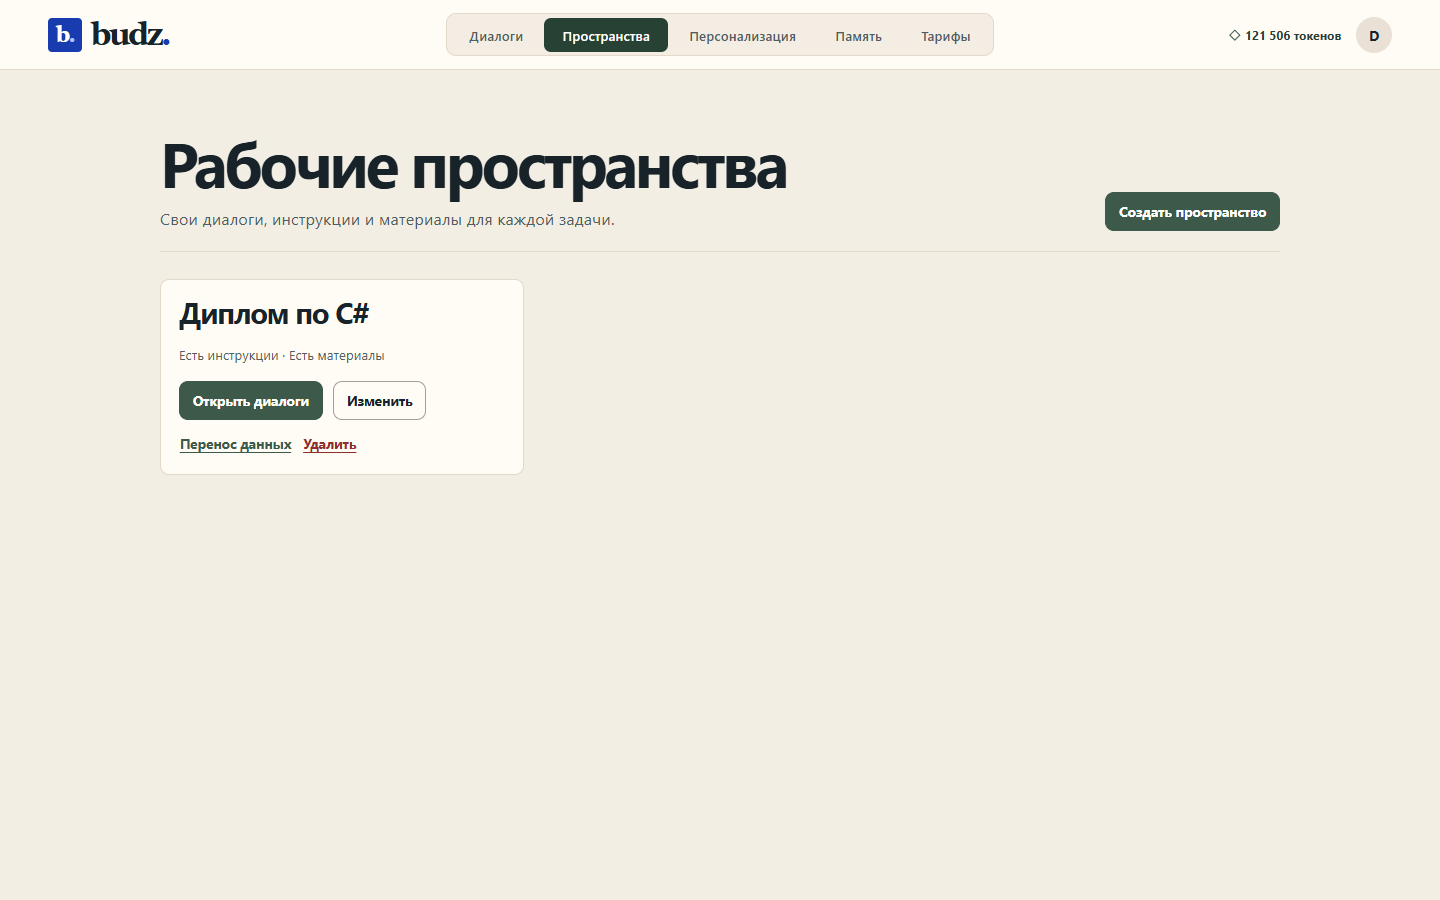 b. budz.
Диалоги Пространства Персонализация Память Тарифы
121 506 токенов D
Рабочие пространства
Свои диалоги, инструкции и материалы для каждой задачи.
Создать пространство
Диплом по C#
Есть инструкции · Есть материалы
Открыть диалоги Изменить
Перенос данных Удалить